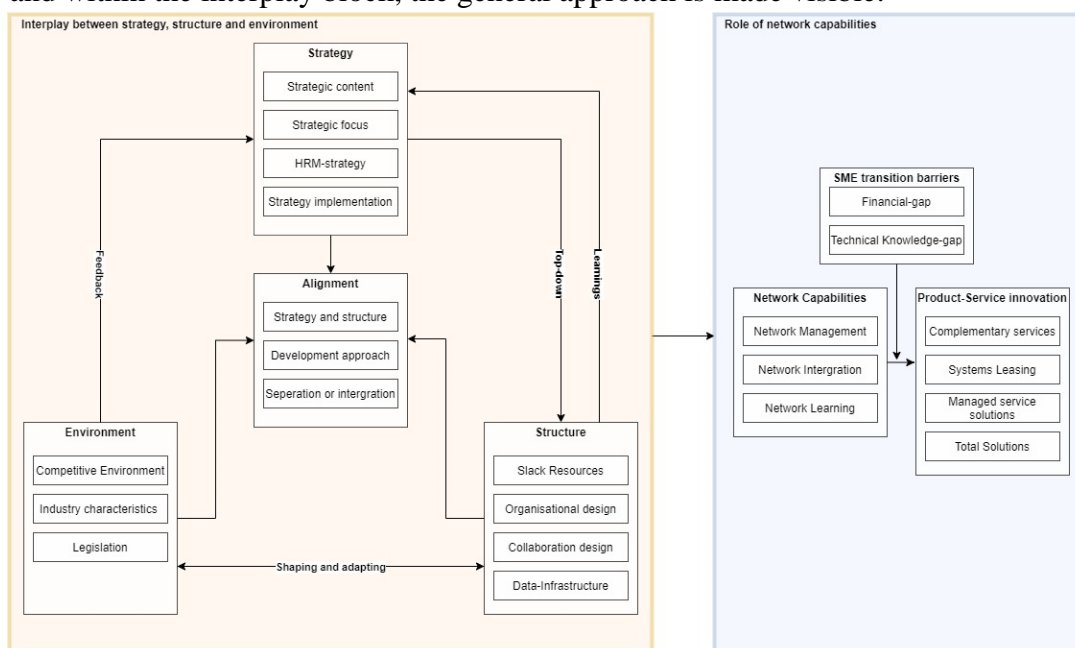 and within the interplay block, the general approach is made visible.
Interplay between strategy, structure and environment
Strategy
Strategic content
Strategic focus
HRM-strategy
Strategy implementation
Feedback
Top-down
Learnings
Alignment
Strategy and structure
Development approach
Seperation or intergration
Environment
Competitive Environment
Industry characteristics
Legislation
Shaping and adapting
Structure
Slack Resources
Organisational design
Collaboration design
Data-Infrastructure
Role of network capabilities
SME transition barriers
Financial-gap
Technical Knowledge-gap
Network Capabilities
Network Management
Network Intergration
Network Learning
Product-Service innovation
Complementary services
Systems Leasing
Managed service
solutions
Total Solutions